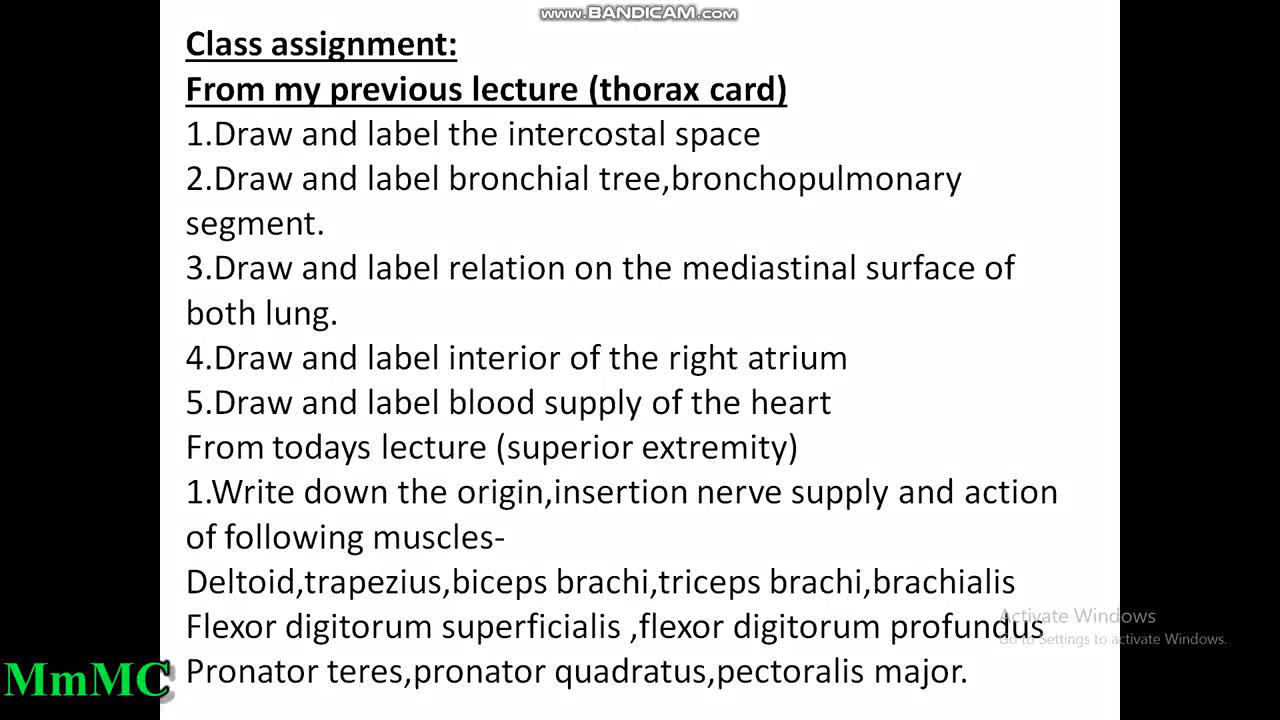 www.BANDICAM.com
Class assignment:
From my previous lecture (thorax card)
1.Draw and label the intercostal space
2.Draw and label bronchial tree,bronchopulmonary
segment.
3.Draw and label relation on the mediastinal surface of
both lung.
4.Draw and label interior of the right atrium
5.Draw and label blood supply of the heart
From todays lecture (superior extremity)
1.Write down the origin,insertion nerve supply and action
of following muscles-
Deltoid,trapezius,biceps brachi,triceps brachi,brachialis
Flexor digitorum superficialis ,flexor digitorum profundus
Pronator teres,pronator quadratus,pectoralis major.
Activate Windows
Go to Settings to activate Windows.
MmMC